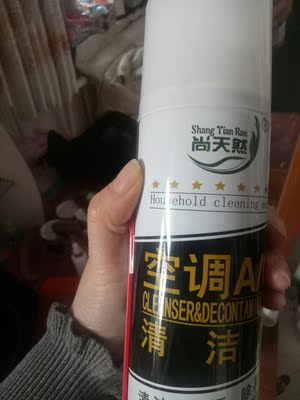 Shang Tian Ran
尚天然
Household cleaning
空调A/
CLEANSER&DECONTAM
清洁